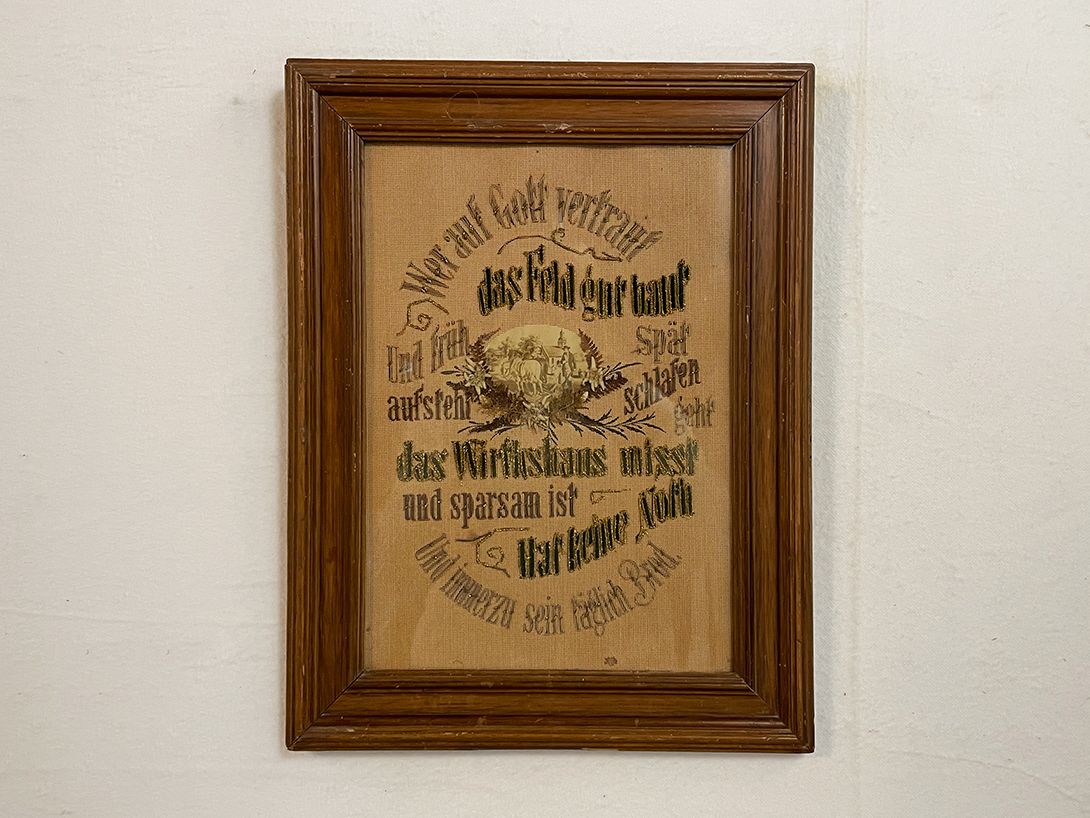 Wer auf Gott vertraut
das Feld gut baut
Und früh
aufsteht
Spät
schlafen
geht
das Wirthshaus misst
und sparsam ist
Hat keine Noth
Und immerzu sein täglich Brod.